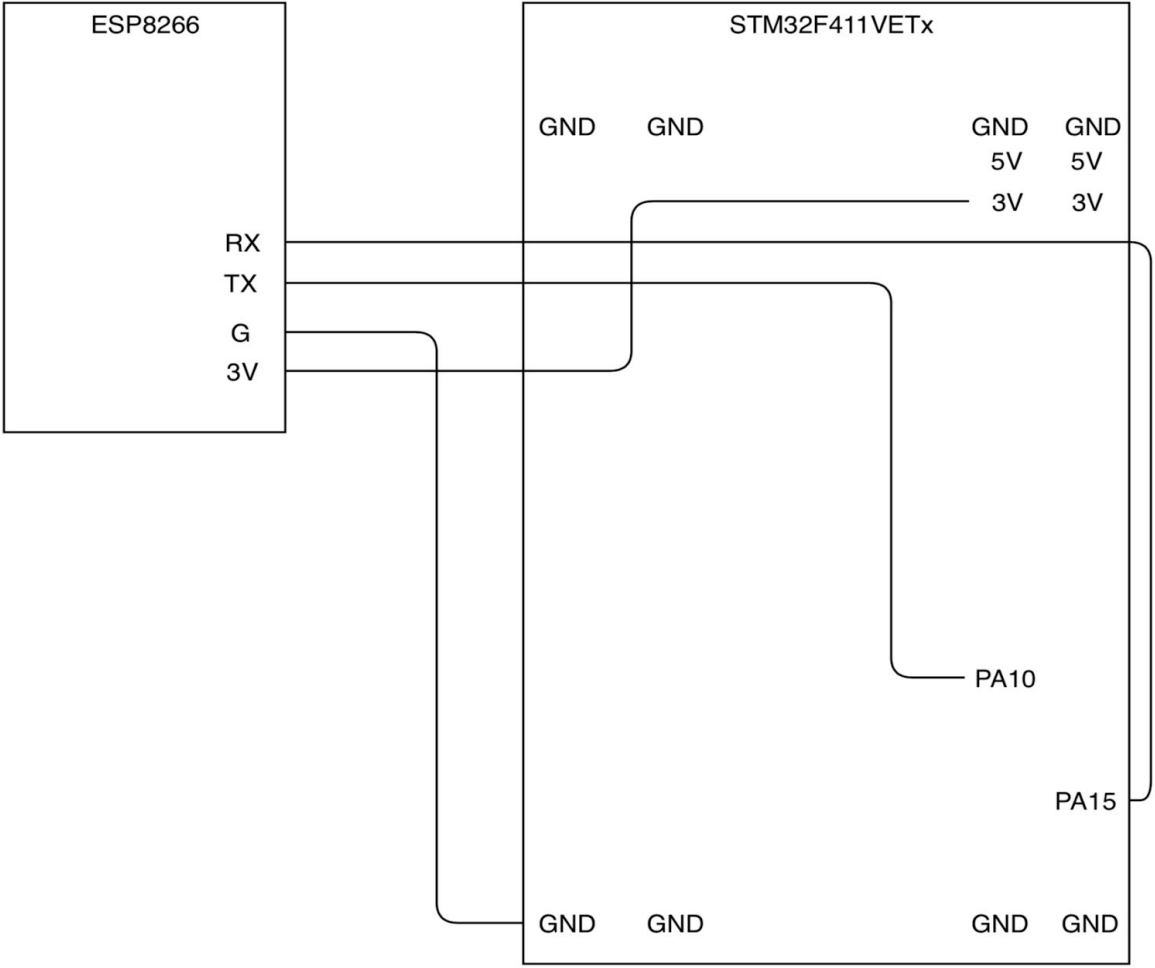 ESP8266
STM32F411VETx
GND GND GND GND
5V 5V
3V 3V
RX
TX
G
3V
PA10
PA15
GND GND GND GND